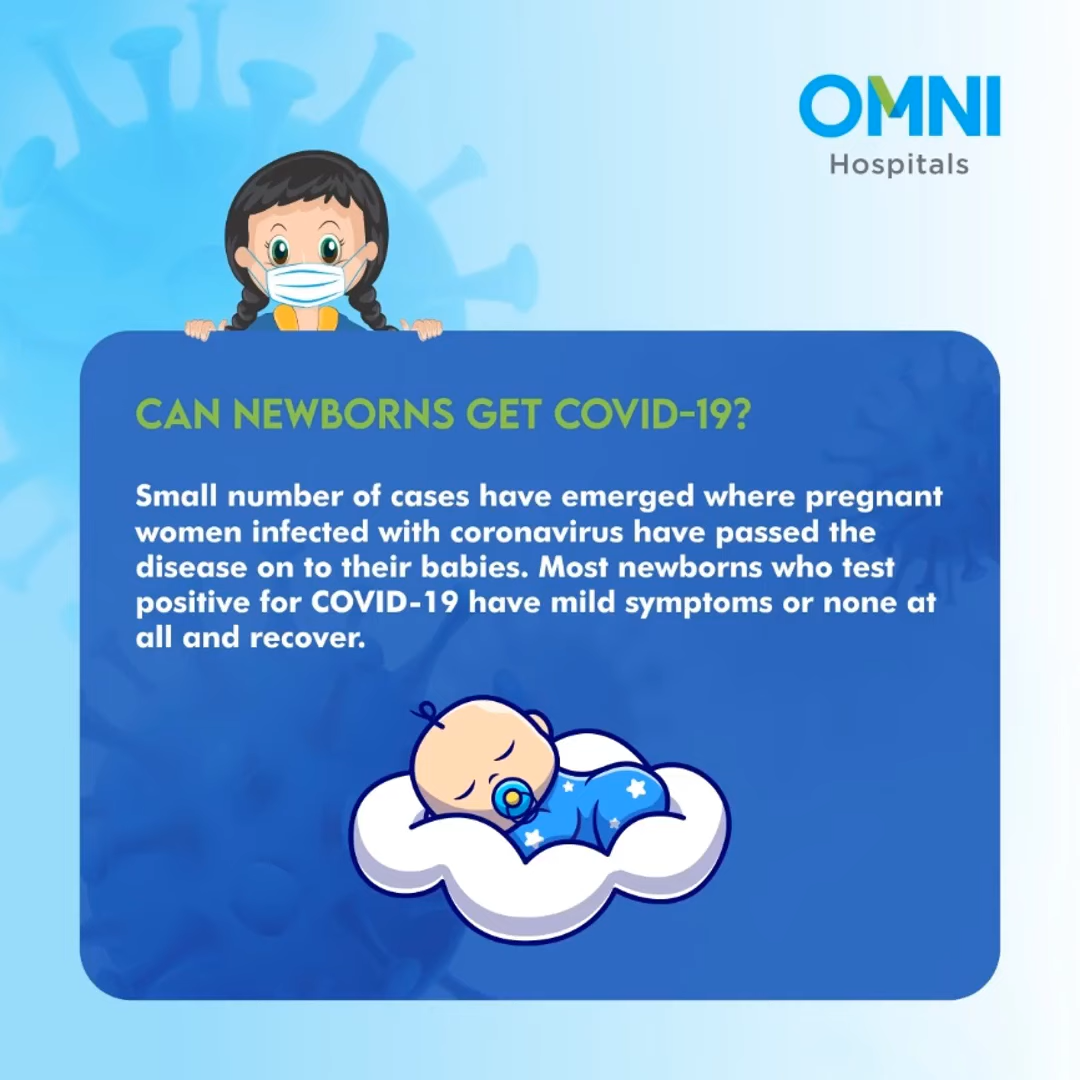 OMNI
Hospitals
CAN NEWBORNS GET COVID-19?
Small number of cases have emerged where pregnant
women infected with coronavirus have passed the
disease on to their babies. Most newborns who test
positive for COVID-19 have mild symptoms or none at
all and recover.